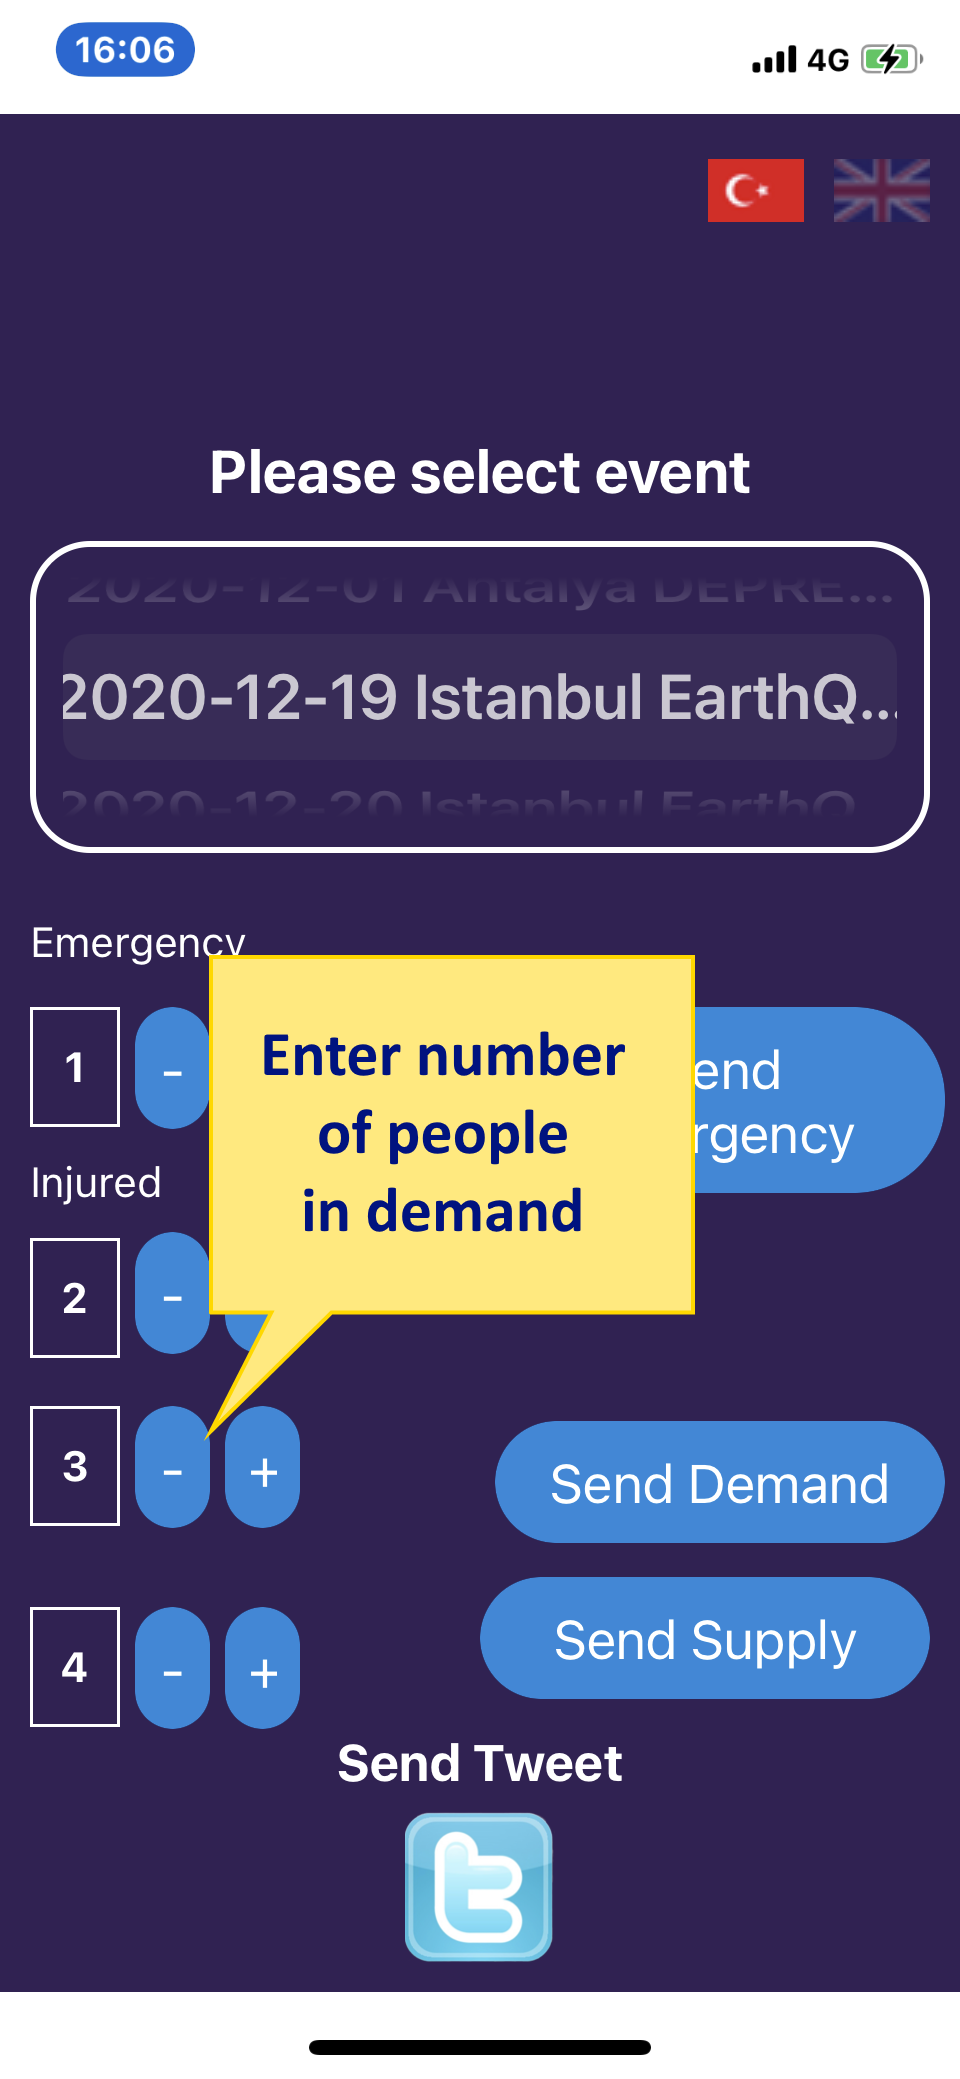 16:06
4G
Please select event
2020-12-01 Antalya DEPRE...
2020-12-19 Istanbul EarthQ...
2020-12-20 Istanbul EarthQ
Emergency
1
-
end
rgency
Enter number
of people
in demand
Injured
2
-
3
-
+
Send Demand
4
-
+
Send Supply
Send Tweet